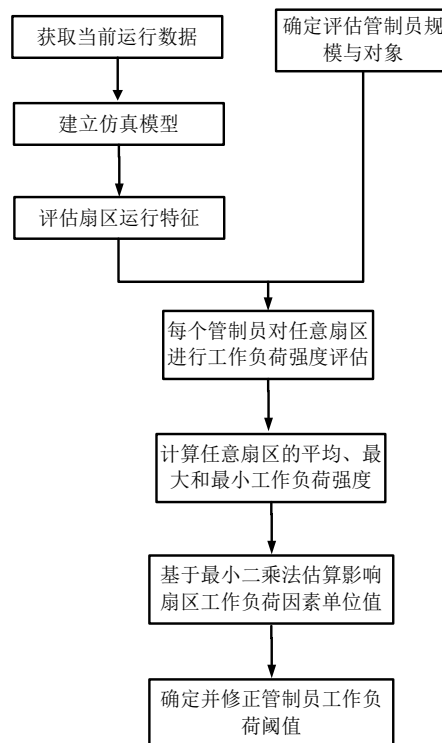 获取当前运行数据
确定评估管制员规
模与对象
建立仿真模型
评估扇区运行特征
每个管制员对任意扇区
进行工作负荷强度评估
计算任意扇区的平均、最
大和最小工作负荷强度
基于最小二乘法估算影响
扇区工作负荷因素单位值
确定并修正管制员工作负
荷阈值